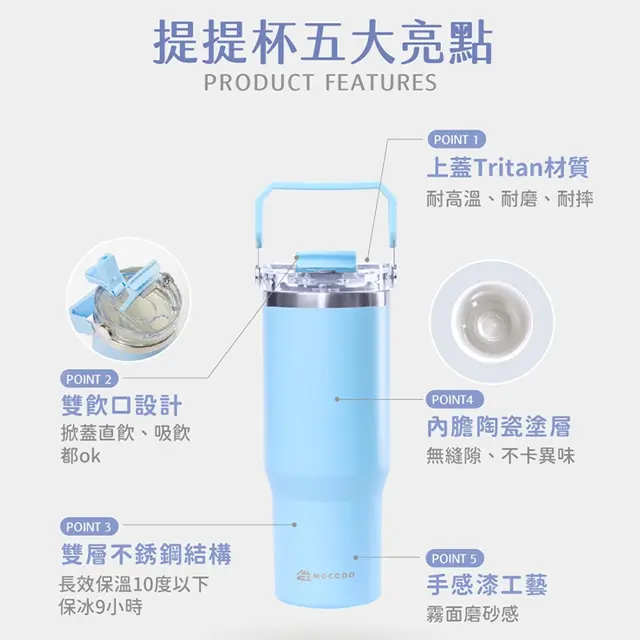 提提杯五大亮點
PRODUCT FEATURES
POINT 1
上蓋Tritan材質
耐高溫、耐磨、耐摔
POINT 2
雙飲口設計
掀蓋直飲、吸飲
都ok
POINT4
內膽陶瓷塗層
無縫隙、不卡異味
POINT 3
雙層不銹鋼結構
長效保溫10度以下
保冰9小時
POINT 5
手感漆工藝
霧面磨砂感
MOCODO